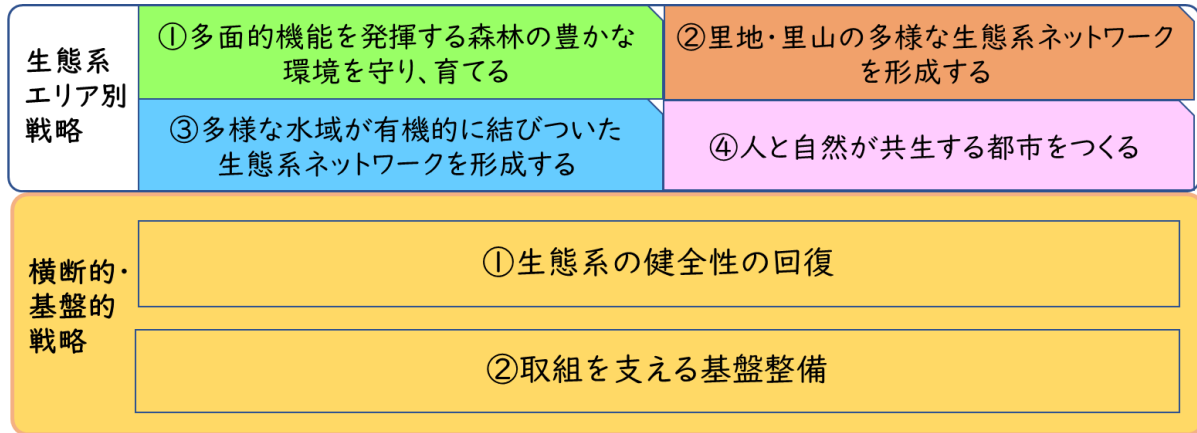 生態系
エリア別
戦略
①多面的機能を発揮する森林の豊かな
環境を守り、育てる
②里地・里山の多様な生態系ネットワーク
を形成する
③多様な水域が有機的に結びついた
生態系ネットワークを形成する
④人と自然が共生する都市をつくる
横断的・
基盤的
戦略
①生態系の健全性の回復
②取組を支える基盤整備